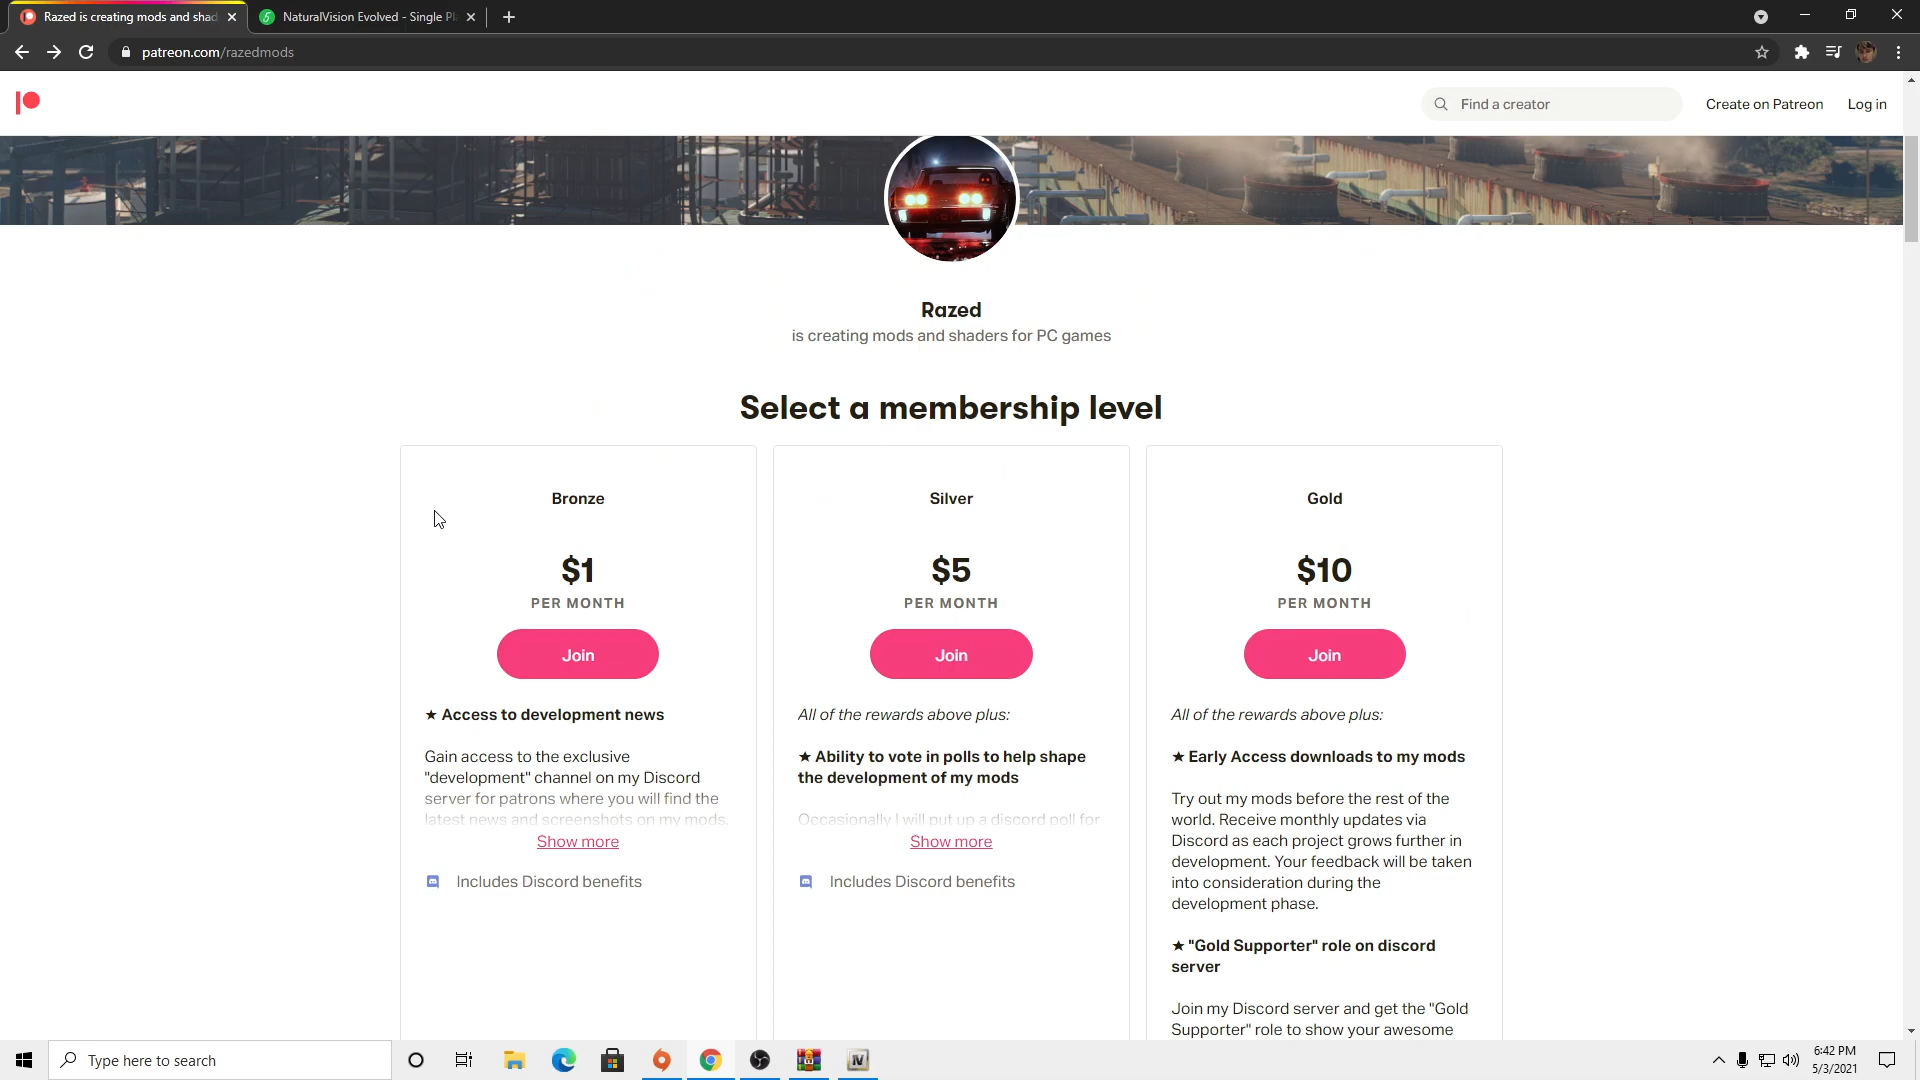 Razed is creating mods and shad
NaturalVision Evolved - Single Pl
patreon.com/razedmods
Find a creator
Create on Patreon
Log in
Razed
is creating mods and shaders for PC games
Select a membership level
Bronze
$1
PER MONTH
Join
★ Access to development news
Gain access to the exclusive
"development" channel on my Discord
server for patrons where you will find the
latest news and screenshots on my mods.
Show more
Includes Discord benefits
Silver
$5
PER MONTH
Join
All of the rewards above plus:
★ Ability to vote in polls to help shape
the development of my mods
Occasionally I will put up a discord poll for
Show more
Includes Discord benefits
Gold
$10
PER MONTH
Join
All of the rewards above plus:
★ Early Access downloads to my mods
Try out my mods before the rest of the
world. Receive monthly updates via
Discord as each project grows further in
development. Your feedback will be taken
into consideration during the
development phase.
★ "Gold Supporter" role on discord
server
Join my Discord server and get the "Gold
Supporter" role to show your awesome
Type here to search
IV
6:42 PM
5/3/2021